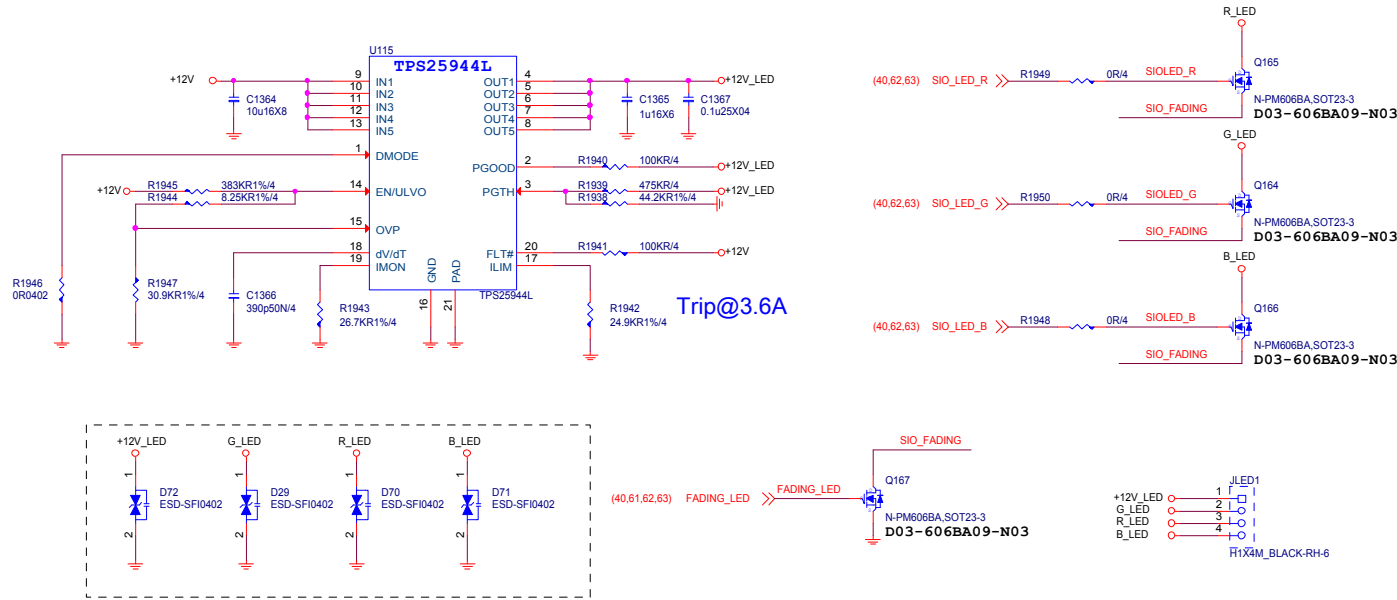 U115
TPS25944L
+12V
C1364
10u16X8
9
10
11
12
13
IN1
IN2
IN3
IN4
IN5
OUT1
OUT2
OUT3
OUT4
OUT5
4
5
6
7
8
+12V_LED
C1365
1u16X6
C1367
0.1u25X04
1
DMODE
PGOOD
2
R1940
100KR/4
+12V_LED
+12V
R1945
383KR1%/4
R1944
8.25KR1%/4
14
EN/ULVO
PGTH
3
R1939
475KR/4
+12V_LED
R1938
44.2KR1%/4
15
OVP
18
dV/dT
19
IMON
FLT#
20
R1941
100KR/4
+12V
ILIM
17
GND
PAD
16
21
TPS25944L
R1946
0R0402
R1947
30.9KR1%/4
C1366
390p50N/4
R1943
26.7KR1%/4
R1942
24.9KR1%/4
Trip@3.6A
R_LED
(40,62,63)
SIO_LED_R
R1949
0R/4
SIOLED_R
Q165
SIO_FADING
N-PM606BA,SOT23-3
D03-606BA09-N03
G_LED
(40,62,63)
SIO_LED_G
R1950
0R/4
SIOLED_G
Q164
SIO_FADING
N-PM606BA,SOT23-3
D03-606BA09-N03
B_LED
(40,62,63)
SIO_LED_B
R1948
0R/4
SIOLED_B
Q166
SIO_FADING
N-PM606BA,SOT23-3
D03-606BA09-N03
+12V_LED
G_LED
R_LED
B_LED
1
1
1
1
D72
ESD-SFI0402
D29
ESD-SFI0402
D70
ESD-SFI0402
D71
ESD-SFI0402
2
2
2
2
SIO_FADING
(40,61,62,63)
FADING_LED
FADING_LED
Q167
N-PM606BA,SOT23-3
D03-606BA09-N03
JLED1
+12V_LED
1
G_LED
2
R_LED
3
B_LED
4
H1X4M_BLACK-RH-6